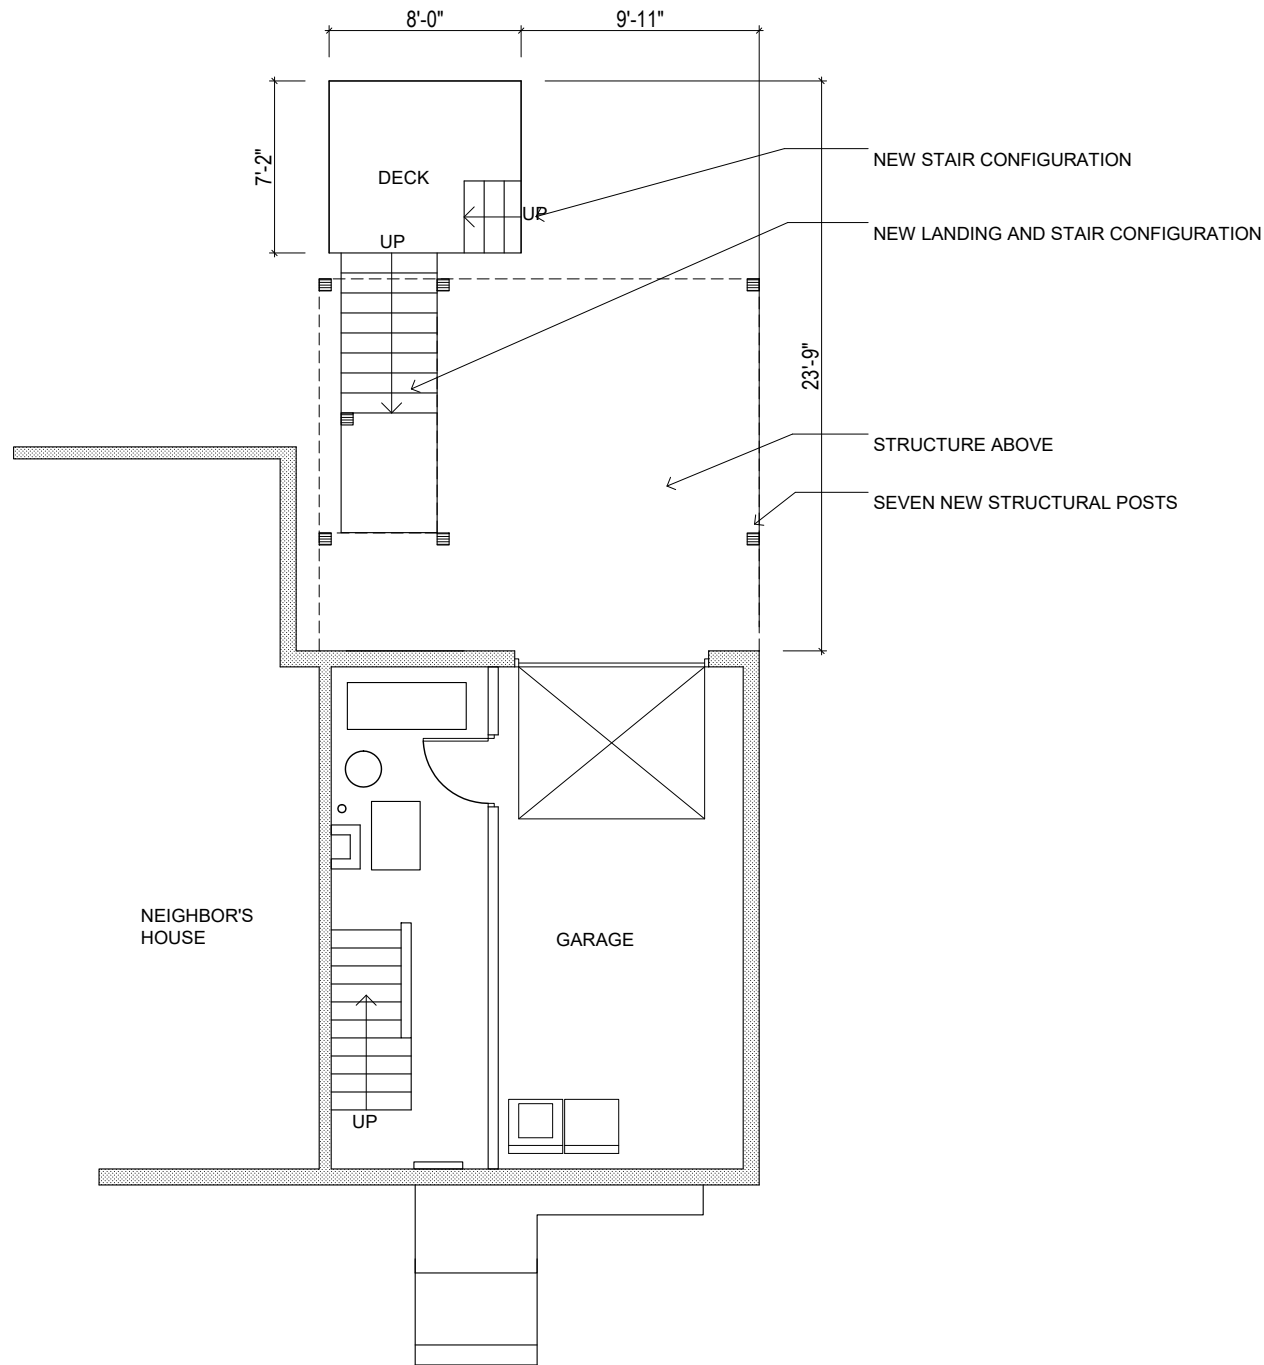 8'-0"
9'-11"
7'-2"
DECK
NEW STAIR CONFIGURATION
UP
UP
NEW LANDING AND STAIR CONFIGURATION
23'-9"
STRUCTURE ABOVE
SEVEN NEW STRUCTURAL POSTS
NEIGHBOR'S
HOUSE
GARAGE
UP